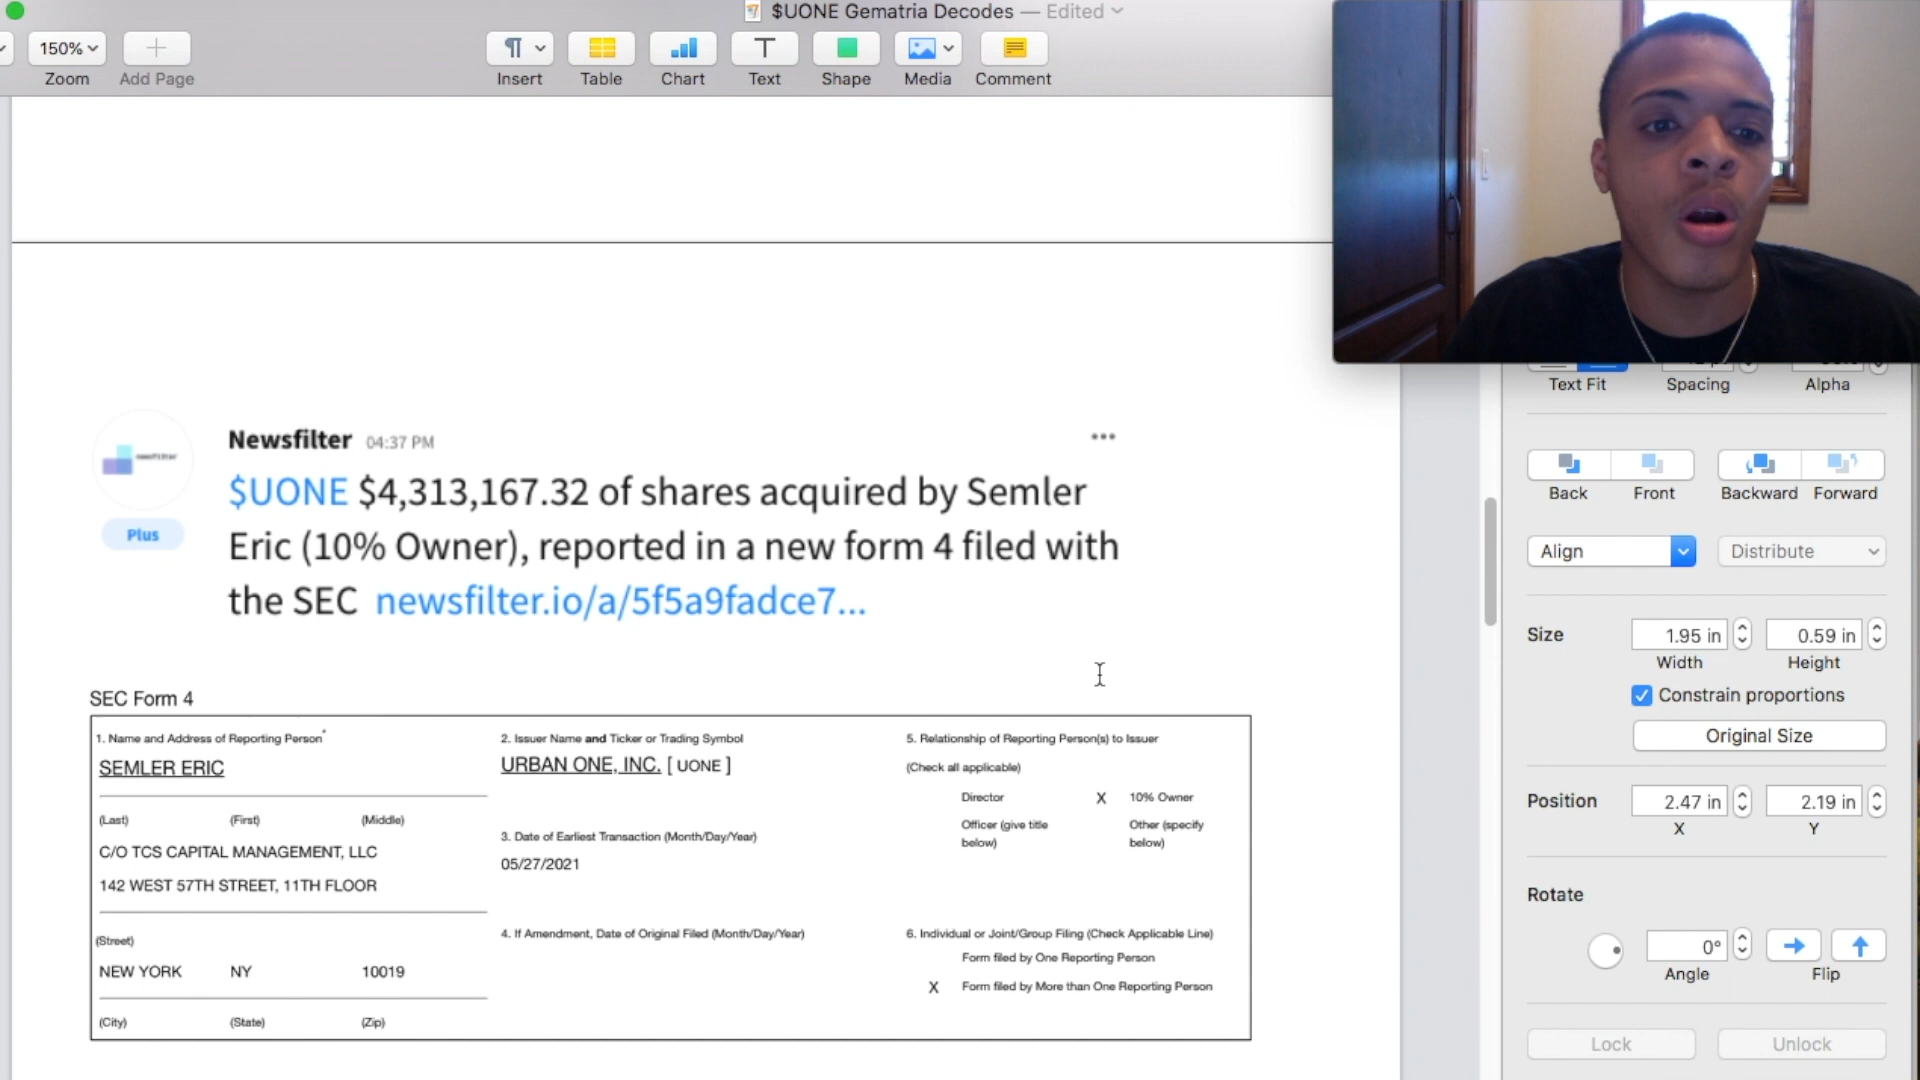 $UONE Gematria Decodes — Edited
150%
Zoom
Add Page
Insert
Table
Chart
Text
Shape
Media
Comment
Newsfilter 04:37 PM
Plus
$UONE $4,313,167.32 of shares acquired by Semler
Eric (10% Owner), reported in a new form 4 filed with
the SEC newsfilter.io/a/5f5a9fadce7...
SEC Form 4
1. Name and Address of Reporting Person*
SEMLER ERIC
(Last) (First) (Middle)
C/O TCS CAPITAL MANAGEMENT, LLC
142 WEST 57TH STREET, 11TH FLOOR
(Street)
NEW YORK NY 10019
(City) (State) (Zip)
2. Issuer Name and Ticker or Trading Symbol
URBAN ONE, INC. [ UONE ]
3. Date of Earliest Transaction (Month/Day/Year)
05/27/2021
4. If Amendment, Date of Original Filed (Month/Day/Year)
5. Relationship of Reporting Person(s) to Issuer
(Check all applicable)
Director X 10% Owner
Officer (give title Other (specify
below) below)
6. Individual or Joint/Group Filing (Check Applicable Line)
Form filed by One Reporting Person
X Form filed by More than One Reporting Person
Text Fit
Spacing
Alpha
Back
Front
Backward
Forward
Align
Distribute
Size
1.95 in
0.59 in
Width
Height
Constrain proportions
Original Size
Position
2.47 in
2.19 in
X
Y
Rotate
0°
Angle
Flip
Lock
Unlock